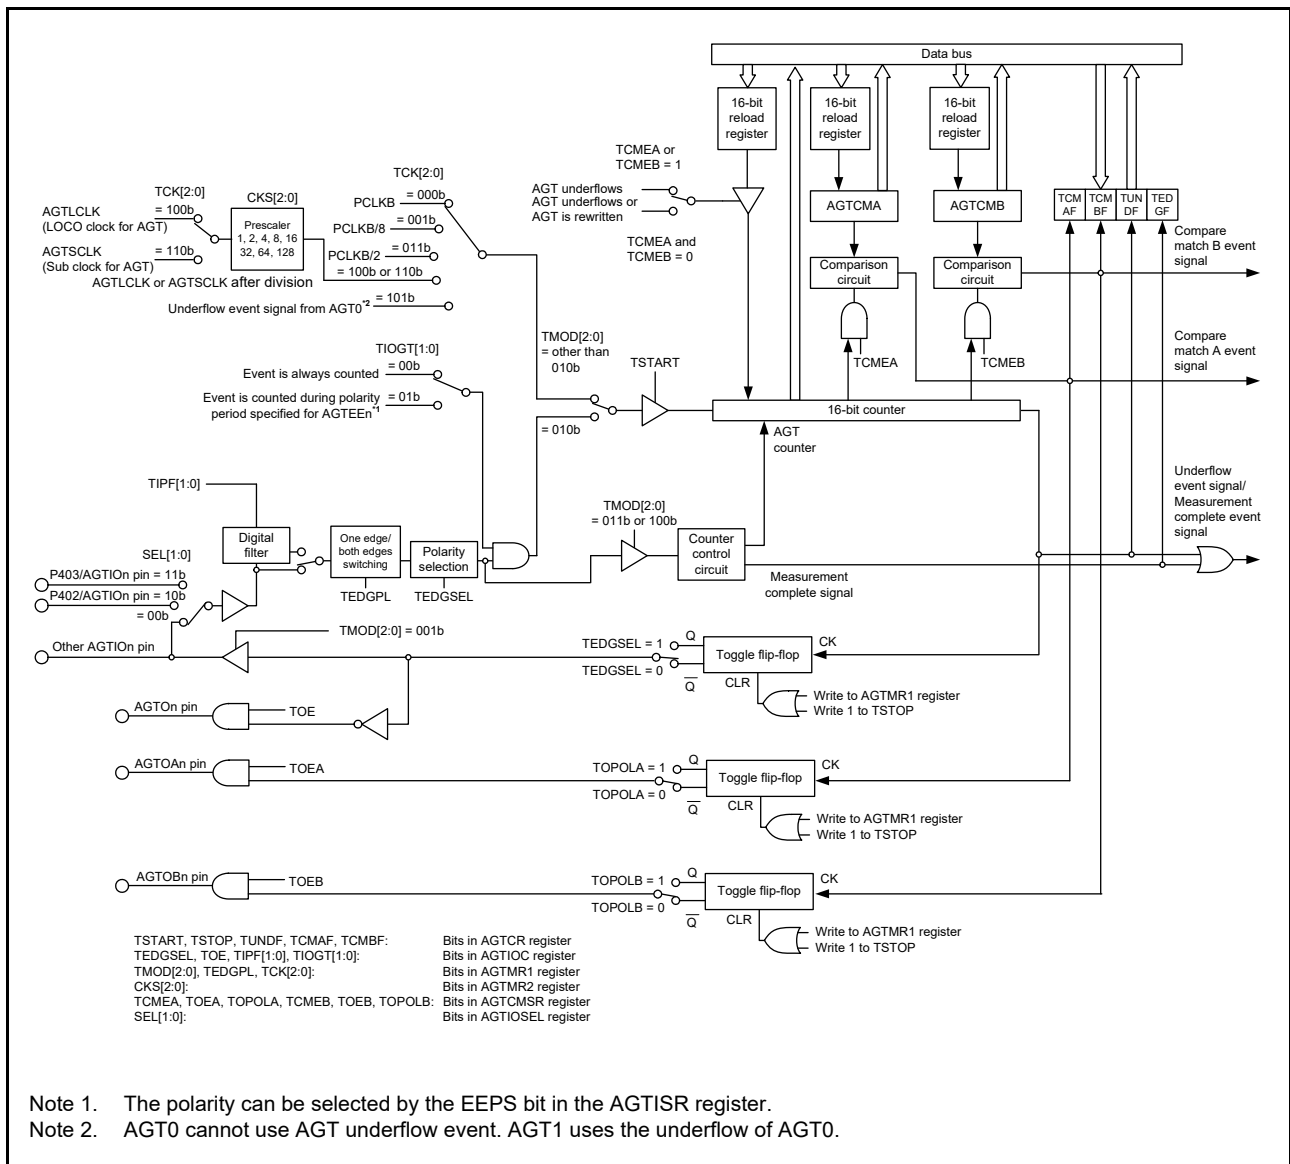 Data bus
16-bit
reload
register
16-bit
reload
register
16-bit
reload
register
TCMEA or
TCMEB = 1
AGT underflows
AGT underflows or
AGT is rewritten
TCMEA and
TCMEB = 0
AGTCMA
AGTCMB
TCM
AF
TCM
BF
TUN
DF
TED
GF
Comparison
circuit
Comparison
circuit
TCMEA
TCMEB
Compare
match B event
signal
Compare
match A event
signal
TCK[2:0]
TCK[2:0]
CKS[2:0]
AGTLCLK
(LOCO clock for AGT)
= 100b
AGTSCLK
(Sub clock for AGT)
= 110b
Prescaler
1, 2, 4, 8, 16
32, 64, 128
PCLKB
= 000b
PCLKB/8
= 001b
PCLKB/2
= 011b
= 100b or 110b
AGTLCLK or AGTSCLK after division
Underflow event signal from AGT0*2
= 101b
TIOGT[1:0]
Event is always counted
= 00b
Event is counted during polarity
period specified for AGTEEn*1
= 01b
TMOD[2:0]
= other than
010b
= 010b
TSTART
16-bit counter
AGT
counter
TIPF[1:0]
Digital
filter
SEL[1:0]
P403/AGTIOn pin = 11b
P402/AGTIOn pin = 10b
= 00b
Other AGTIOn pin
One edge/
both edges
switching
Polarity
selection
TEDGPL
TEDGSEL
TMOD[2:0]
= 011b or 100b
Counter
control
circuit
Measurement
complete signal
Underflow
event signal/
Measurement
complete event
signal
TMOD[2:0] = 001b
TEDGSEL = 1
TEDGSEL = 0
Q
Q
Toggle flip-flop
CK
CLR
Write to AGTMR1 register
Write 1 to TSTOP
AGTOn pin
TOE
AGTOAn pin
TOEA
TOPOLA = 1
TOPOLA = 0
Q
Q
Toggle flip-flop
CK
CLR
Write to AGTMR1 register
Write 1 to TSTOP
AGTOBn pin
TOEB
TOPOLB = 1
TOPOLB = 0
Q
Q
Toggle flip-flop
CK
CLR
Write to AGTMR1 register
Write 1 to TSTOP
TSTART, TSTOP, TUNDF, TCMAF, TCMBF: Bits in AGTCR register
TEDGSEL, TOE, TIPF[1:0], TIOGT[1:0]: Bits in AGTIOC register
TMOD[2:0], TEDGPL, TCK[2:0]: Bits in AGTMR1 register
CKS[2:0]: Bits in AGTMR2 register
TCMEA, TOEA, TOPOLA, TCMEB, TOEB, TOPOLB: Bits in AGTCMSR register
SEL[1:0]: Bits in AGTIOSEL register
Note 1. The polarity can be selected by the EEPS bit in the AGTISR register.
Note 2. AGT0 cannot use AGT underflow event. AGT1 uses the underflow of AGT0.